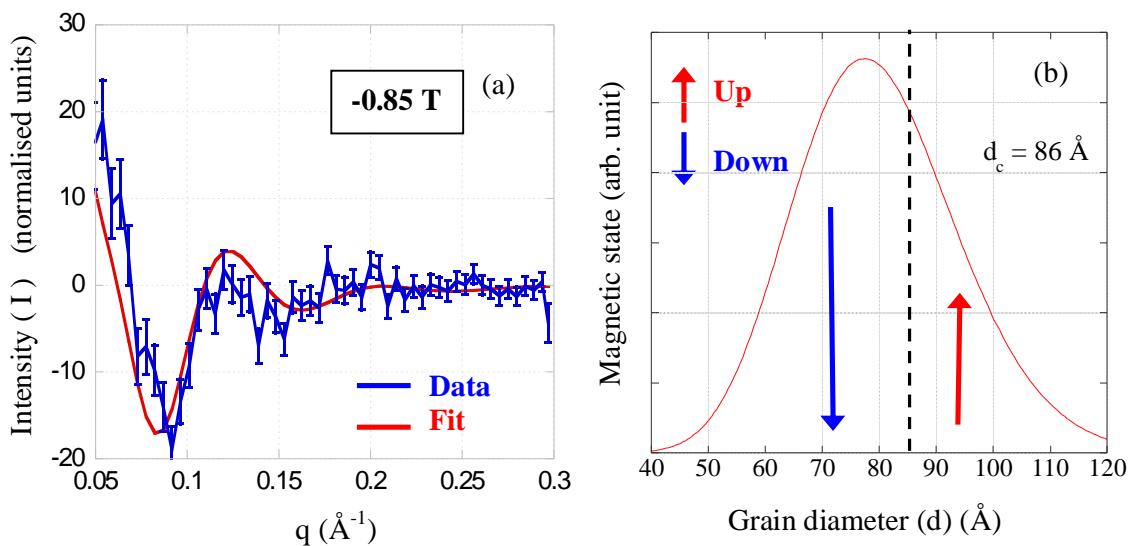 30
20
10
0
-10
-20
0.05
0.1
0.15
0.2
0.25
0.3
Intensity ( I ) (normalised units)
q (Å-1)
-0.85 T
(a)
Data
Fit
Magnetic state (arb. unit)
Up
Down
(b)
dc = 86 Å
40
50
60
70
80
90
100
120
Grain diameter (d) (Å)